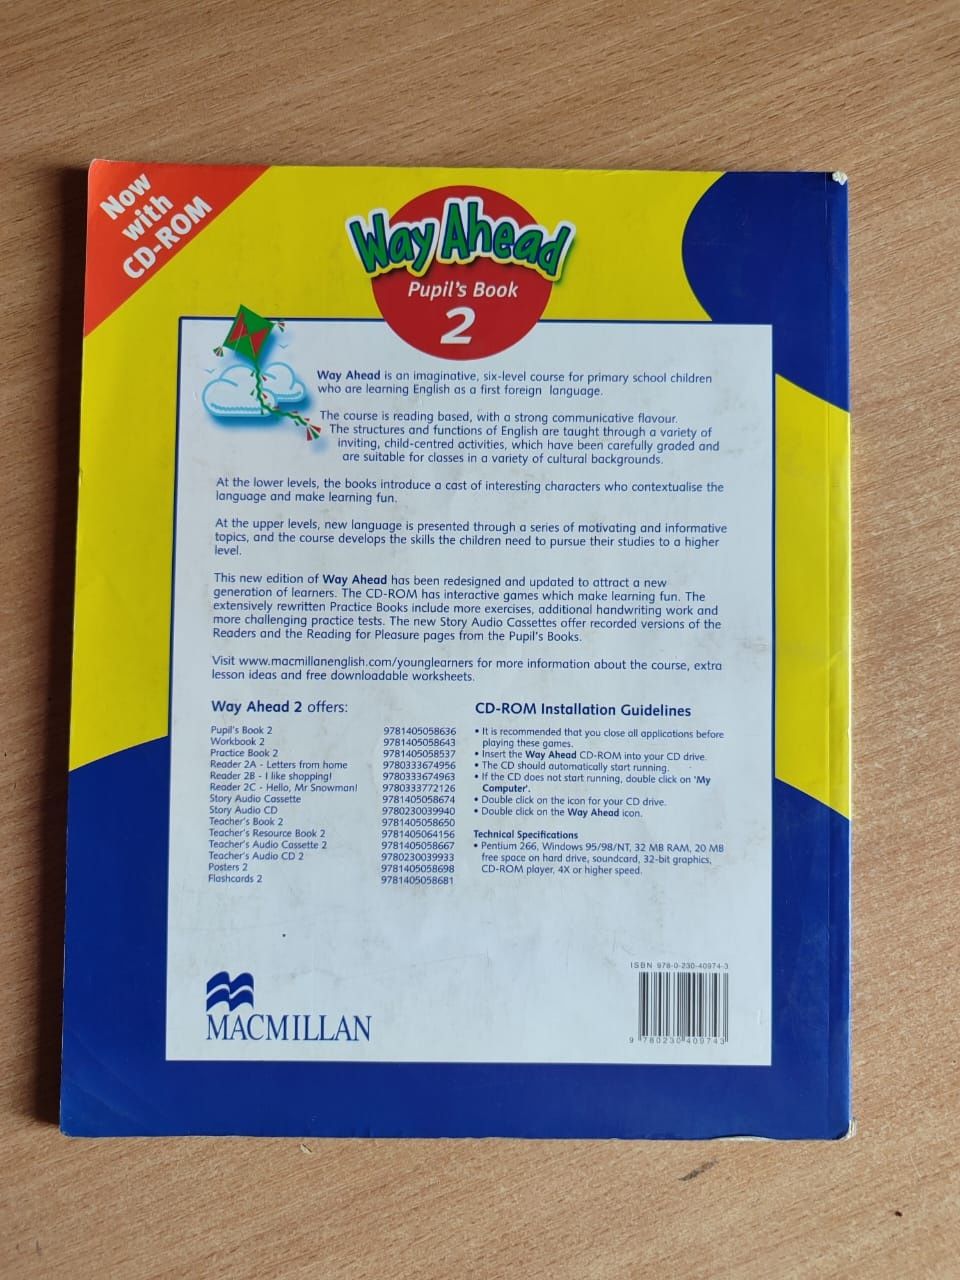 Now
with
CD-ROM
Way Ahead
Pupil's Book
2
Way Ahead is an imaginative, six-level course for primary school children
who are learning English as a first foreign language.
The course is reading based, with a strong communicative flavour.
The structures and functions of English are taught through a variety of
inviting, child-centred activities, which have been carefully graded and
are suitable for classes in a variety of cultural backgrounds.
At the lower levels, the books introduce a cast of interesting characters who contextualise the
language and make learning fun.
At the upper levels, new language is presented through a series of motivating and informative
topics, and the course develops the skills the children need to pursue their studies to a higher
level.
This new edition of Way Ahead has been redesigned and updated to attract a new
generation of learners. The CD-ROM has interactive games which make learning fun. The
extensively rewritten Practice Books include more exercises, additional handwriting work and
more challenging practice tests. The new Story Audio Cassettes offer recorded versions of the
Readers and the Reading for Pleasure pages from the Pupil's Books.
Visit www.macmillanenglish.com/younglearners for more information about the course, extra
lesson ideas and free downloadable worksheets.
Way Ahead 2 offers:
Pupil's Book 2 9781405058636
Workbook 2 9781405058643
Practice Book 2 9781405058537
Reader 2A - Letters from home 9780333674956
Reader 2B - I like shopping! 9780333674963
Reader 2C - Hello, Mr Snowman! 9780333772126
Story Audio Cassette 9781405058674
Story Audio CD 9780230039940
Teacher's Book 2 9781405058650
Teacher's Resource Book 2 9781405064156
Teacher's Audio Cassette 2 9781405058667
Teacher's Audio CD 2 9780230039933
Posters 2 9781405058698
Flashcards 2 9781405058681
CD-ROM Installation Guidelines
• It is recommended that you close all applications before
playing these games.
• Insert the Way Ahead CD-ROM into your CD drive.
• The CD should automatically start running.
• If the CD does not start running, double click on 'My
Computer'.
• Double click on the icon for your CD drive.
• Double click on the Way Ahead icon.
Technical Specifications
• Pentium 266, Windows 95/98/NT, 32 MB RAM, 20 MB
free space on hard drive, soundcard, 32-bit graphics,
CD-ROM player, 4X or higher speed.
MACMILLAN
ISBN 978-0-230-40974-3
9 780230 409743